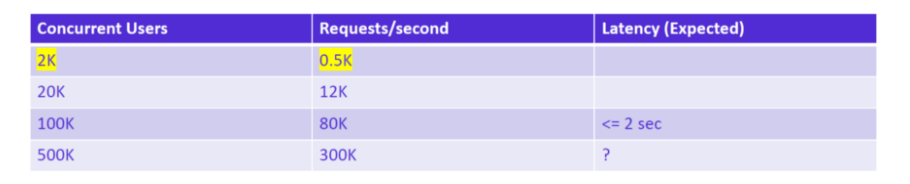 Concurrent Users Requests/second Latency (Expected)
2K 0.5K
20K 12K
100K 80K <= 2 sec
500K 300K ?